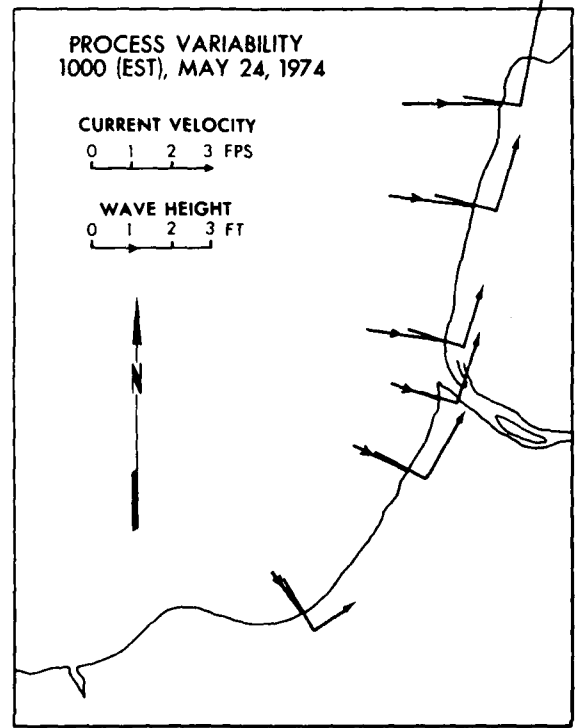 PROCESS VARIABILITY
1000 (EST), MAY 24, 1974
CURRENT VELOCITY
0 1 2 3 FPS
WAVE HEIGHT
0 1 2 3 FT
N